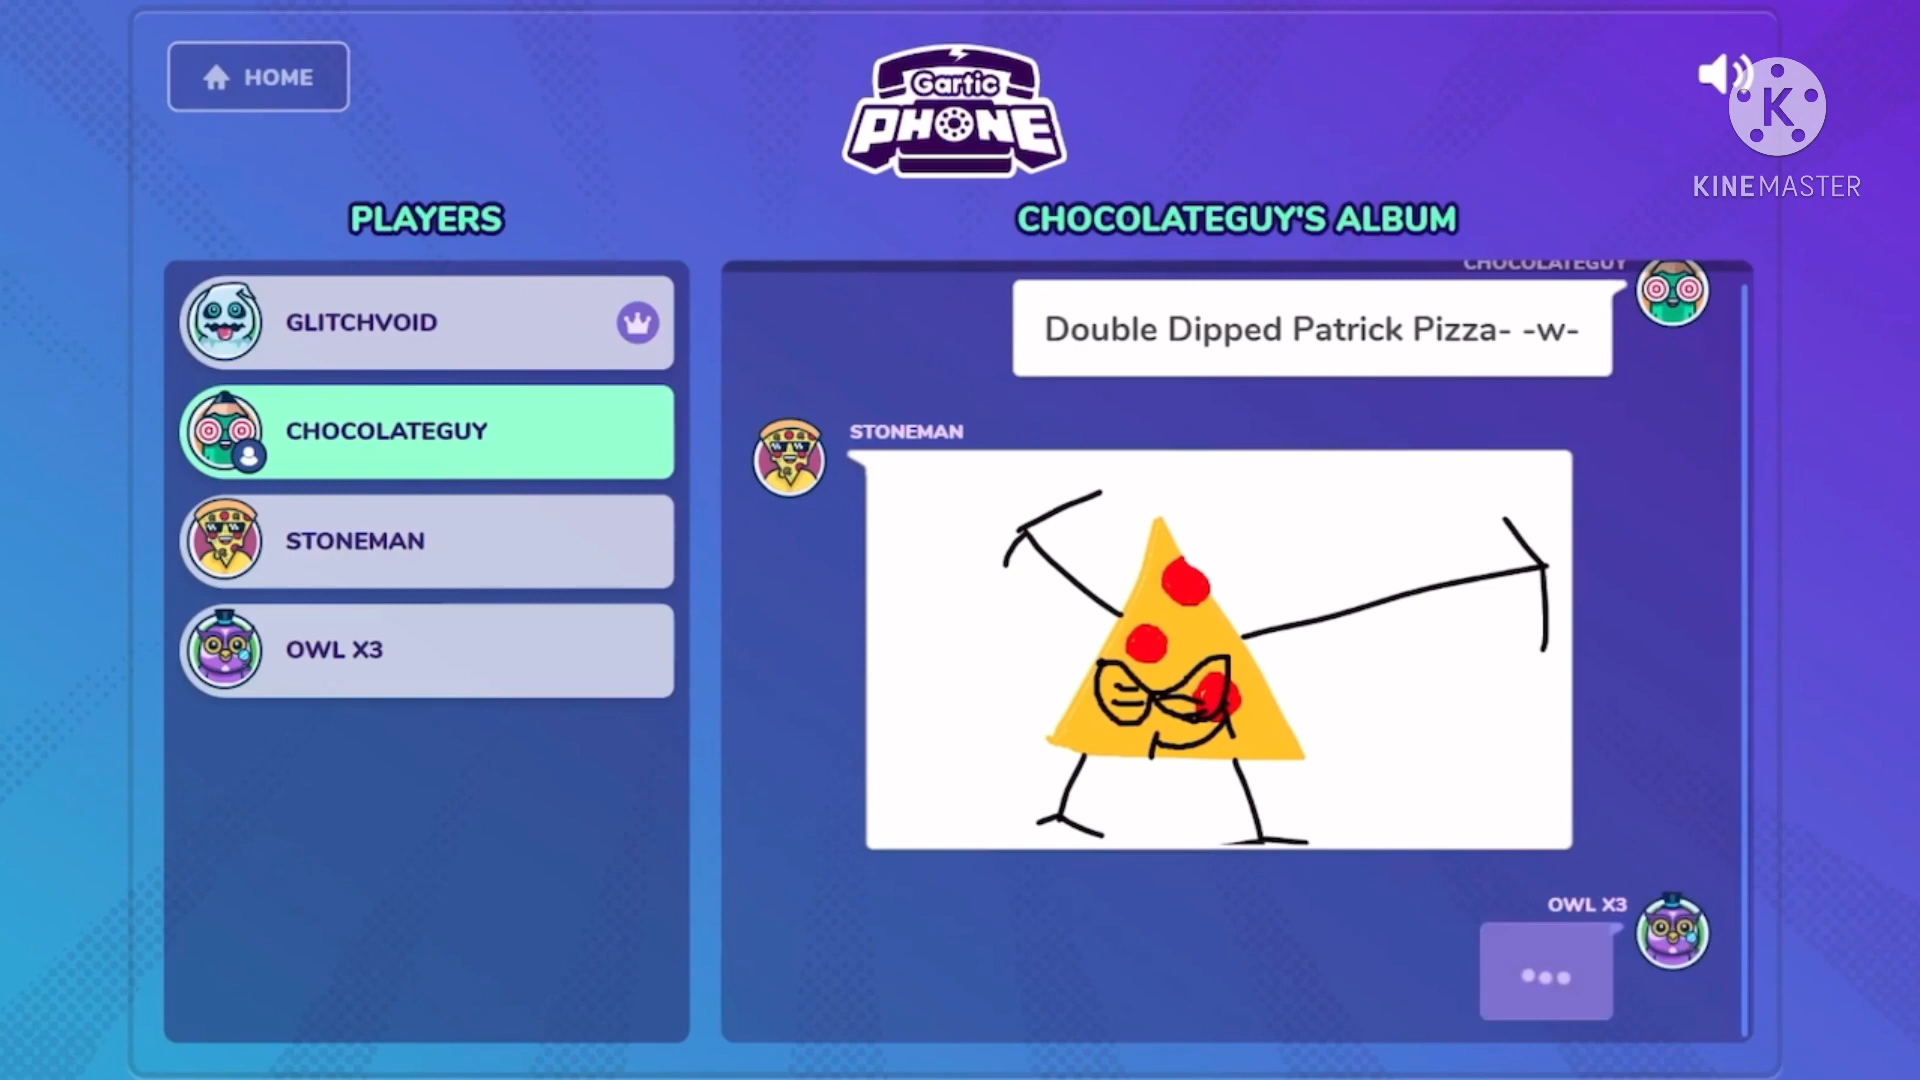 HOME
Gartic
PHONE
KINEMASTER
PLAYERS
CHOCOLATEGUY'S ALBUM
GLITCHVOID
CHOCOLATEGUY
STONEMAN
OWL X3
CHOCOLATEGUY
Double Dipped Patrick Pizza- -w-
STONEMAN
OWL X3
...